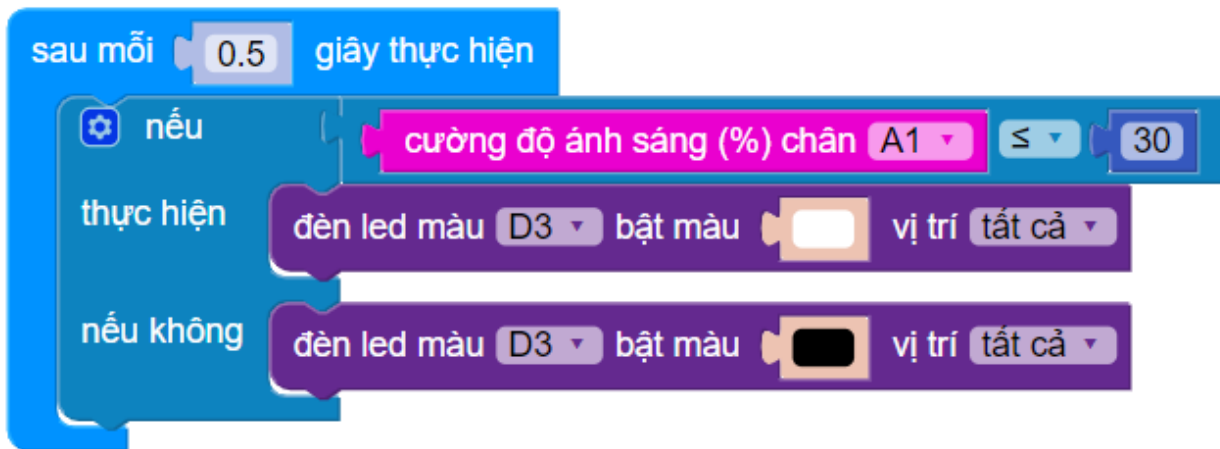 sau mỗi 0.5 giây thực hiện
nếu cường độ ánh sáng (%) chân A1 ≤ 30
thực hiện đèn led màu D3 bật màu vị trí tất cả
nếu không đèn led màu D3 bật màu vị trí tất cả